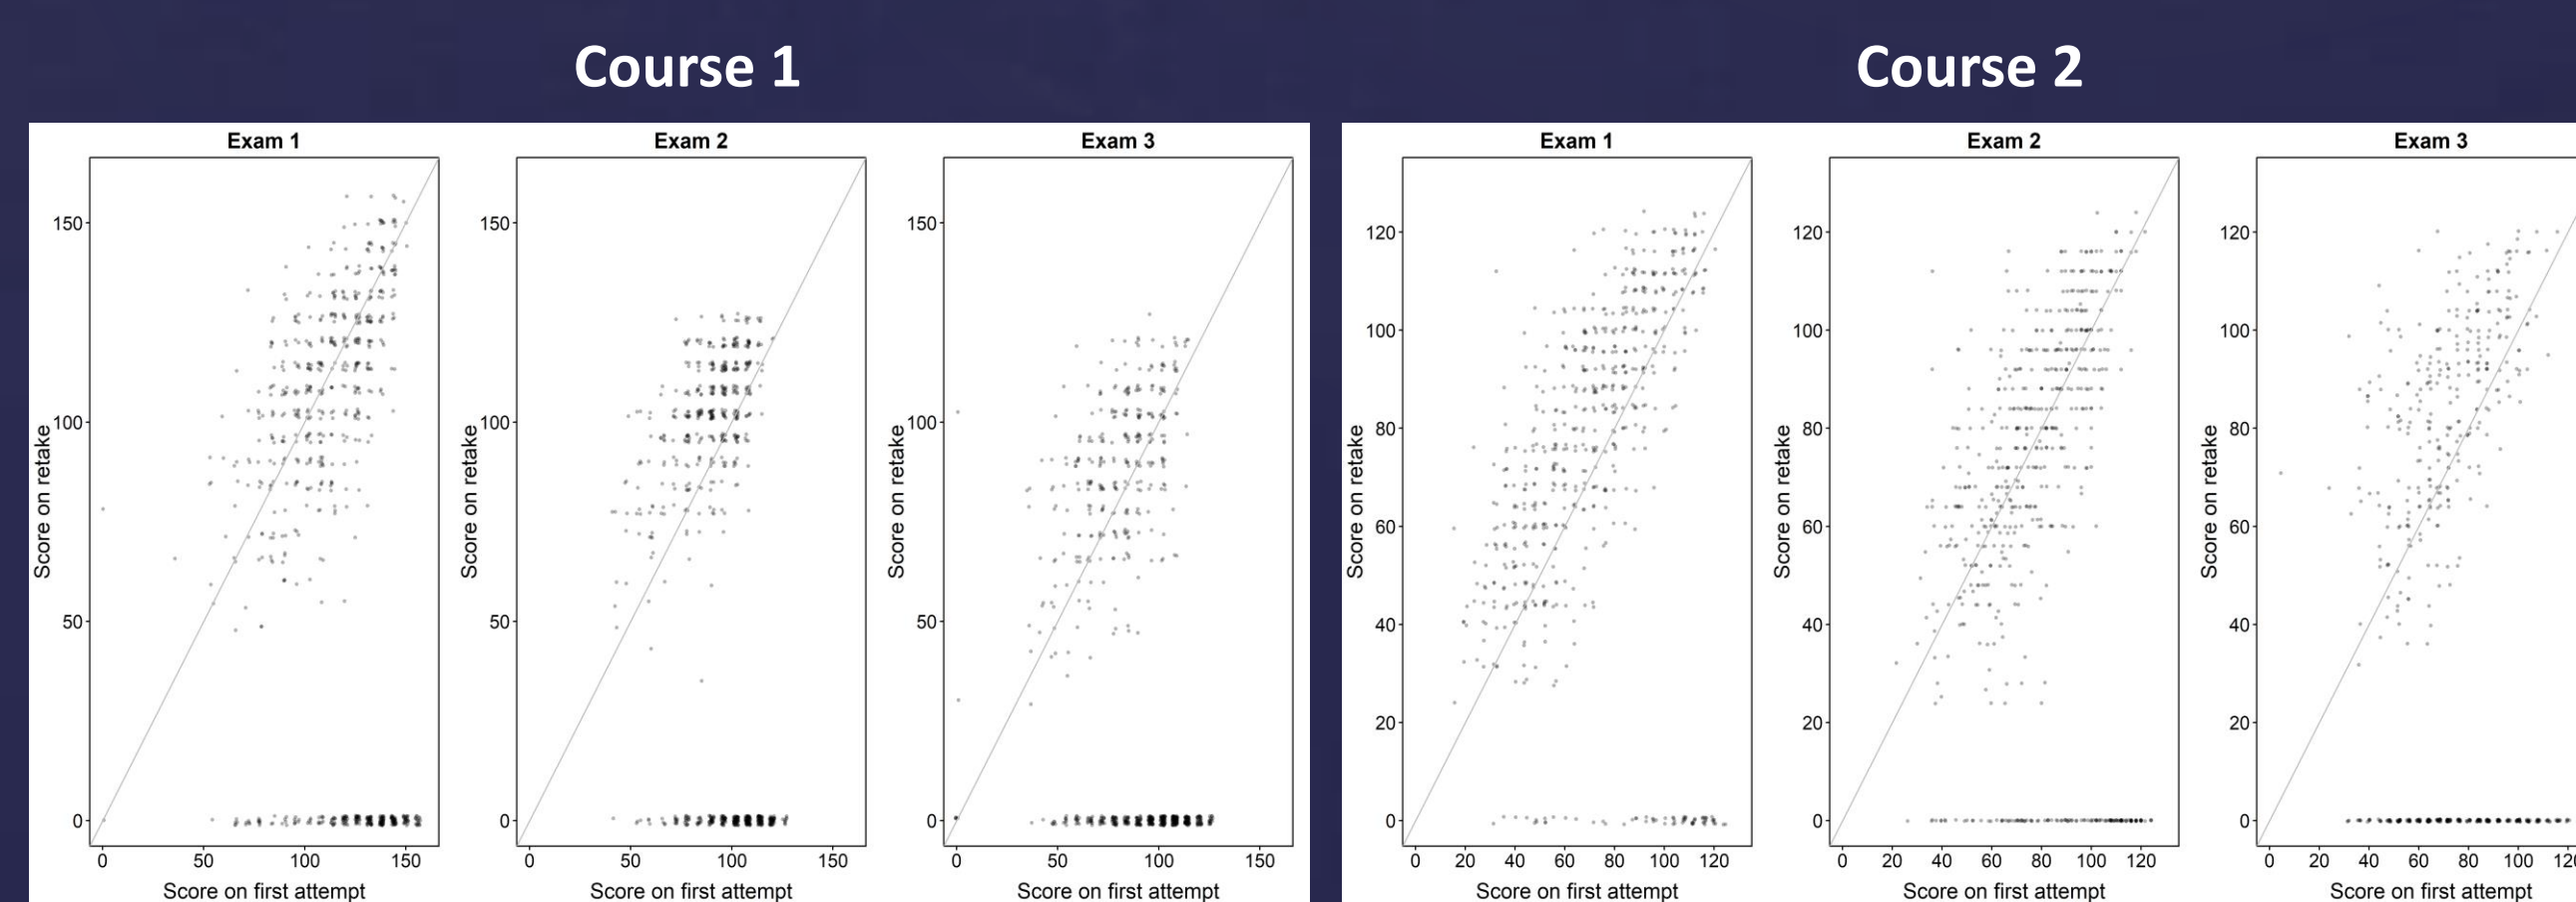 Course 1
Course 2
Exam 1
Score on retake
150
100
50
0
0 50 100 150
Score on first attempt
Exam 2
Score on retake
150
100
50
0
0 50 100 150
Score on first attempt
Exam 3
Score on retake
150
100
50
0
0 50 100 150
Score on first attempt
Exam 1
Score on retake
120
100
80
60
40
20
0
0 20 40 60 80 100 120
Score on first attempt
Exam 2
Score on retake
120
100
80
60
40
20
0
0 20 40 60 80 100 120
Score on first attempt
Exam 3
Score on retake
120
100
80
60
40
20
0
0 20 40 60 80 100
Score on first attempt